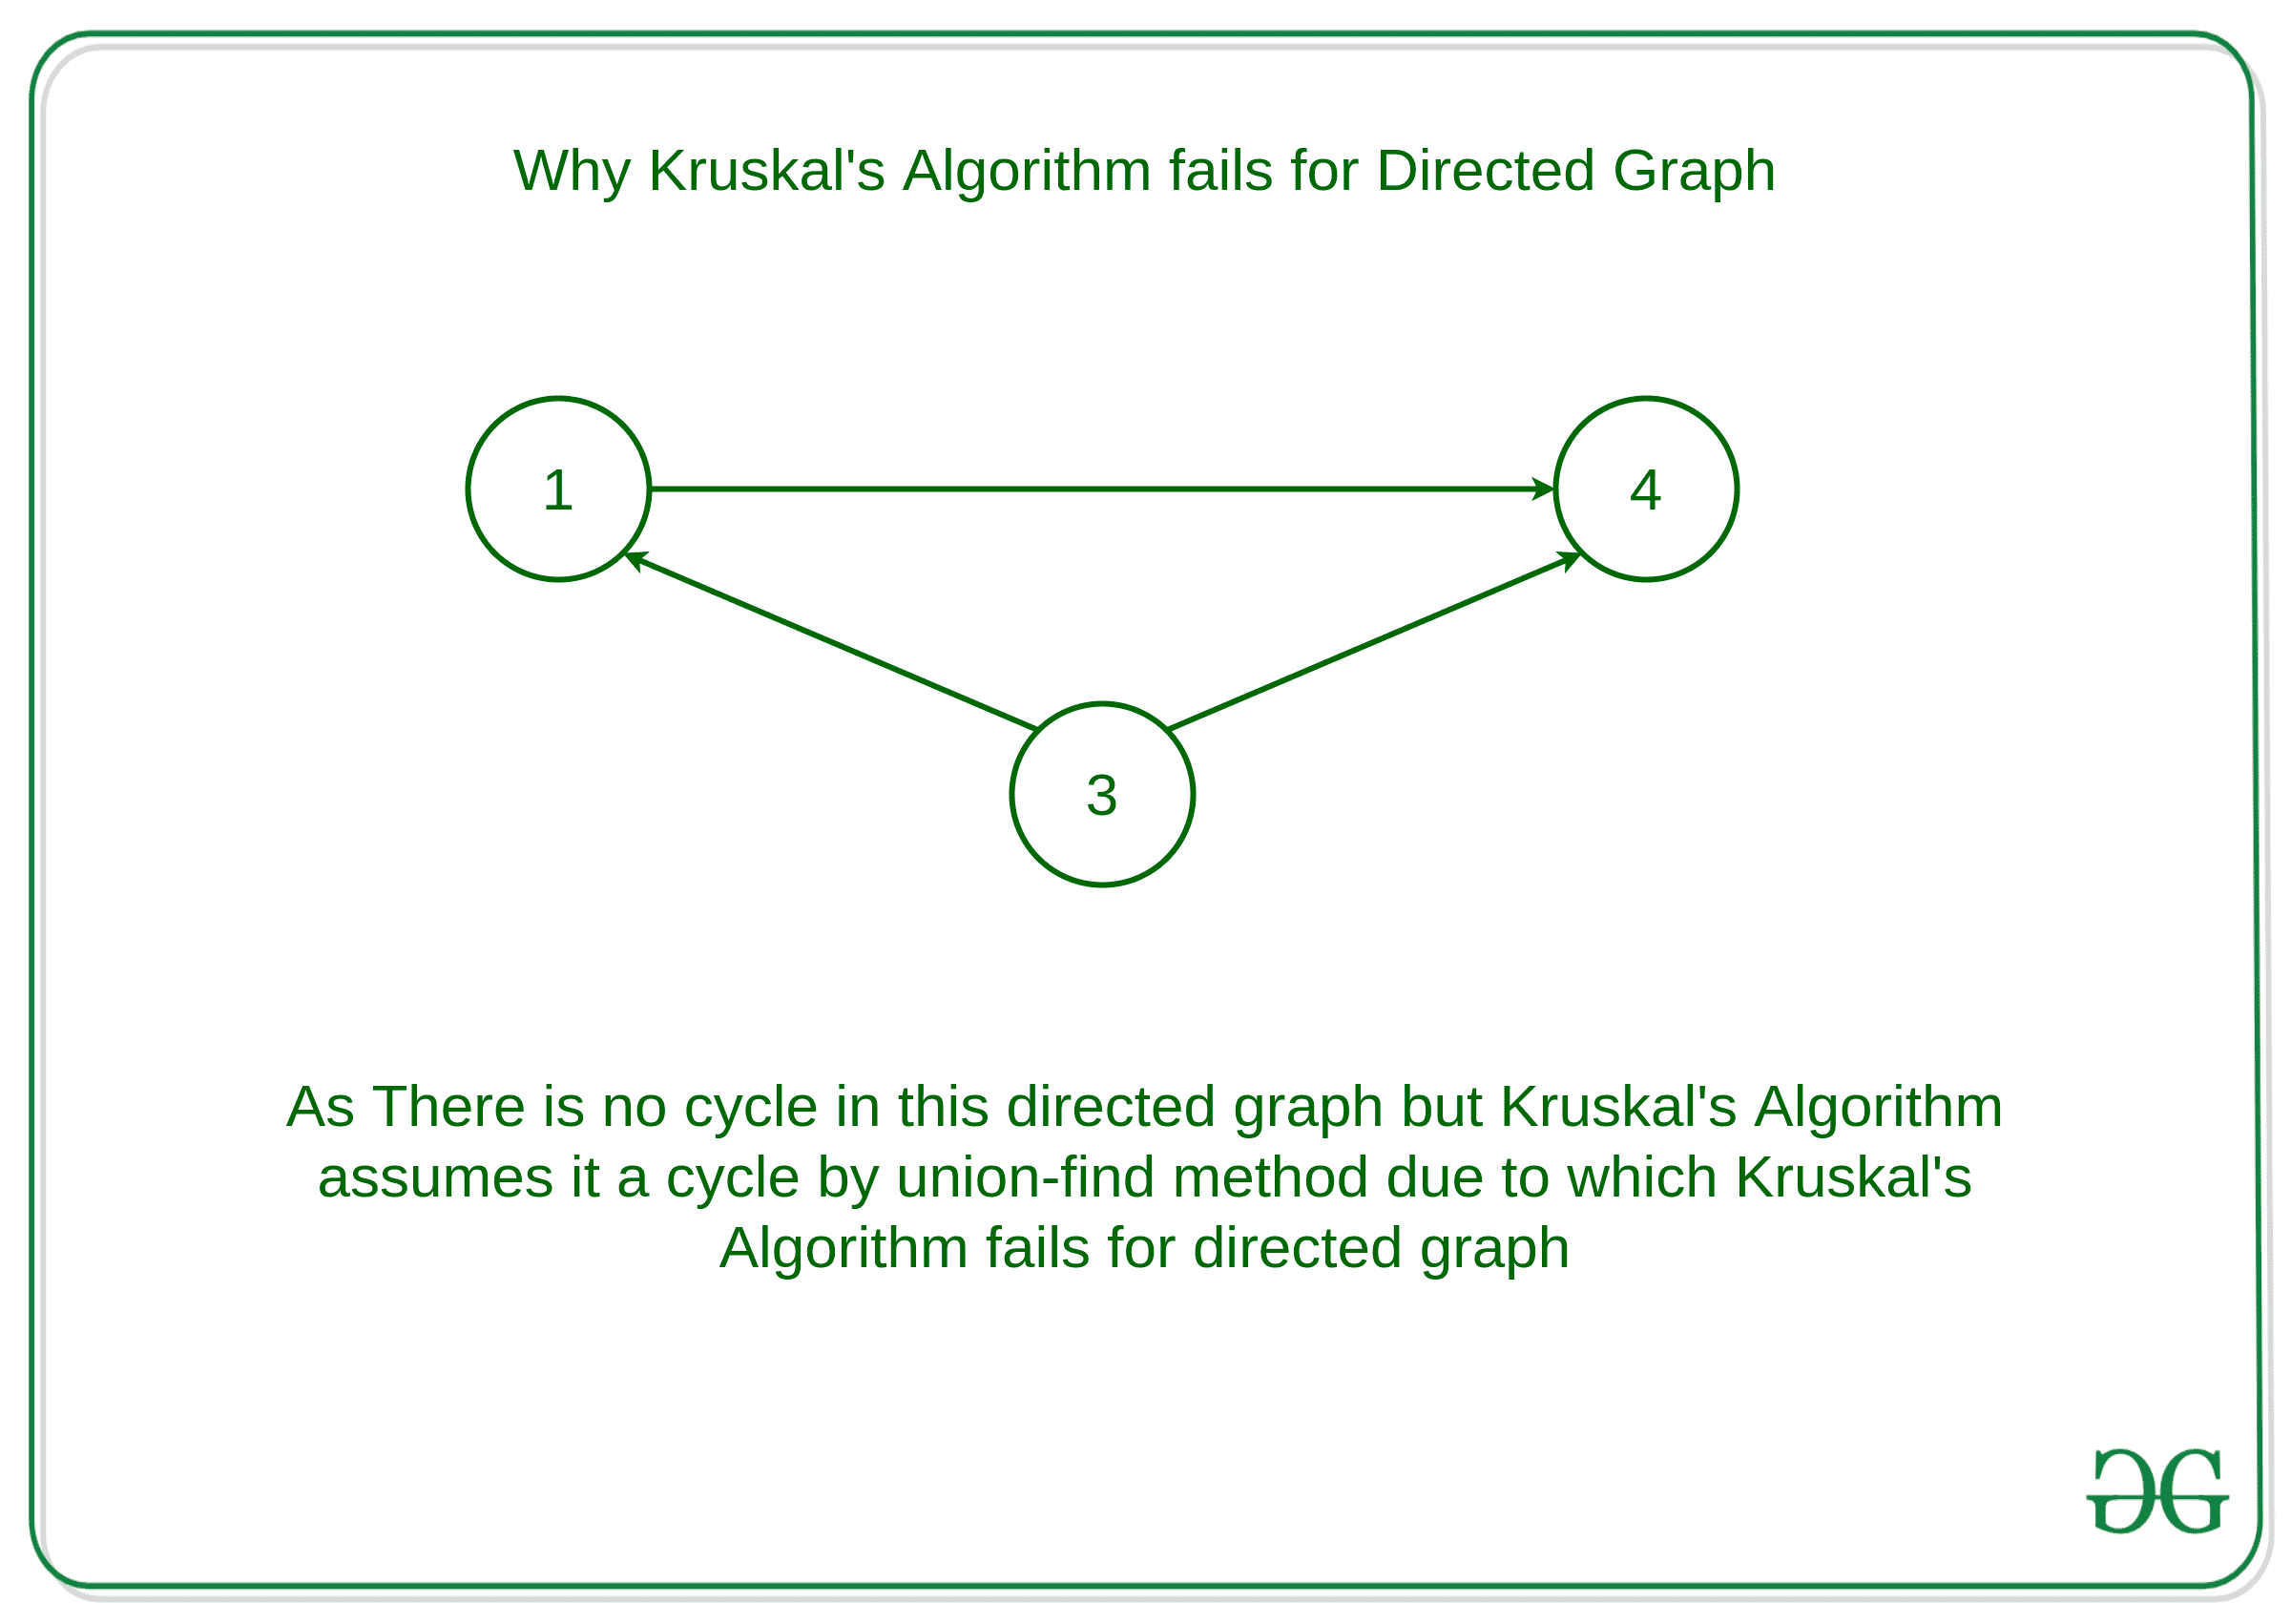 Why Kruskal's Algorithm fails for Directed Graph
1
4
3
As There is no cycle in this directed graph but Kruskal's Algorithm
assumes it a cycle by union-find method due to which Kruskal's
Algorithm fails for directed graph
GG